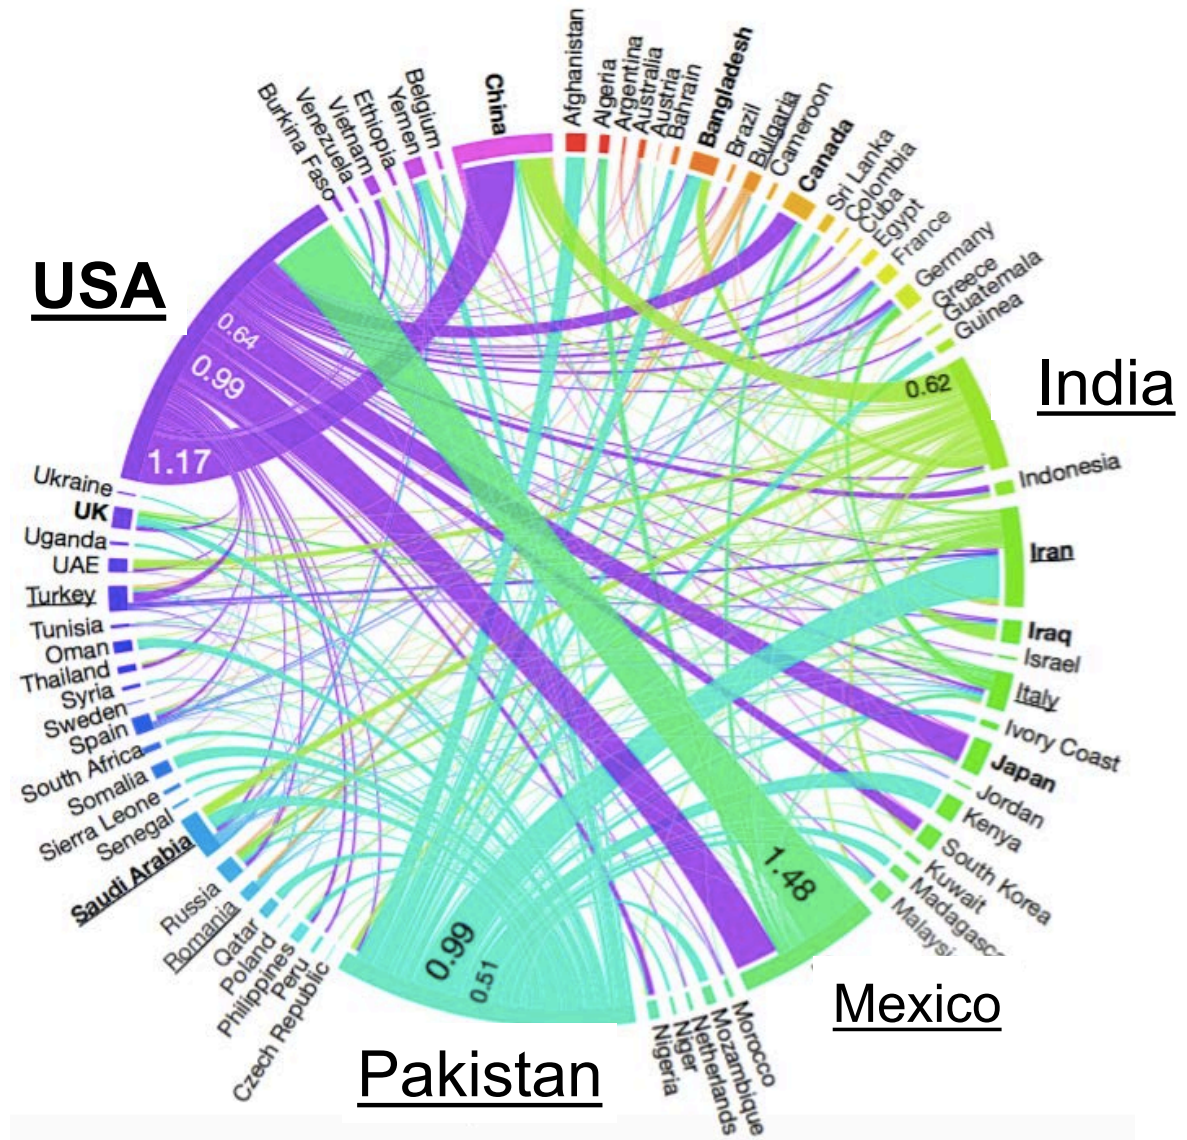 Afghanistan
Algeria
Argentina
Australia
Austria
Bahrain
Bangladesh
Brazil
Bulgaria
Cameroon
Canada
Sri Lanka
Colombia
Cuba
Egypt
France
Germany
Greece
Guatemala
Guinea
India
0.62
Indonesia
Iran
Iraq
Israel
Italy
Ivory Coast
Japan
Jordan
Kenya
South Korea
Kuwait
Madagasc
Malaysi
Mexico
1.48
Morocco
Mozambique
Netherlands
Niger
Nigeria
Pakistan
0.99
0.51
Czech Republic
Peru
Philippines
Poland
Qatar
Romania
Russia
Saudi Arabia
Senegal
Sierra Leone
Somalia
South Africa
Spain
Sweden
Syria
Thailand
Oman
Tunisia
Turkey
UAE
Uganda
UK
Ukraine
USA
0.64
0.99
1.17
Burkina Faso
Venezuela
Vietnam
Ethiopia
Yemen
Belgium
China